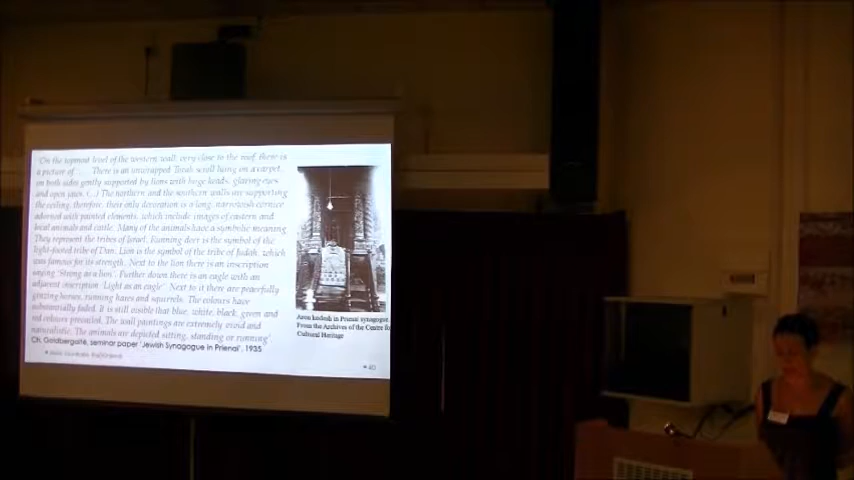 'On the topmost level of the western wall, very close to the roof there is
a picture of . . . There is an unwrapped Torah scroll lying on a carpet,
on both sides gently supported by lions with huge heads, glaring eyes
and open jaws. (...) The northern and the southern walls are supporting
the ceiling, therefore, their only decoration is a long, narrowish cornice
adorned with painted elements, which include images of eastern and
local animals and cattle. Many of the animals have a symbolic meaning.
They represent the tribes of Israel. Running deer is the symbol of the
light-footed tribe of Dan. Lion is the symbol of the tribe of Judah, which
was famous for its strength. Next to the lion there is an inscription
saying 'Strong as a lion'. Further down there is an eagle with an
adjacent inscription 'Light as an eagle'. Next to it there are peacefully
grazing horses, running hares and squirrels. The colours have
substantially faded. It is still visible that blue, white, black, green and
red colours prevailed. The wall paintings are extremely vivid and
naturalistic. The animals are depicted sitting, standing or running'
Ch. Goldbergaitė, seminar paper 'Jewish Synagogue in Prienai', 1935
Aron kodesh in Prienai synagogue.
From the Archives of the Centre fo
Cultural Heritage
40